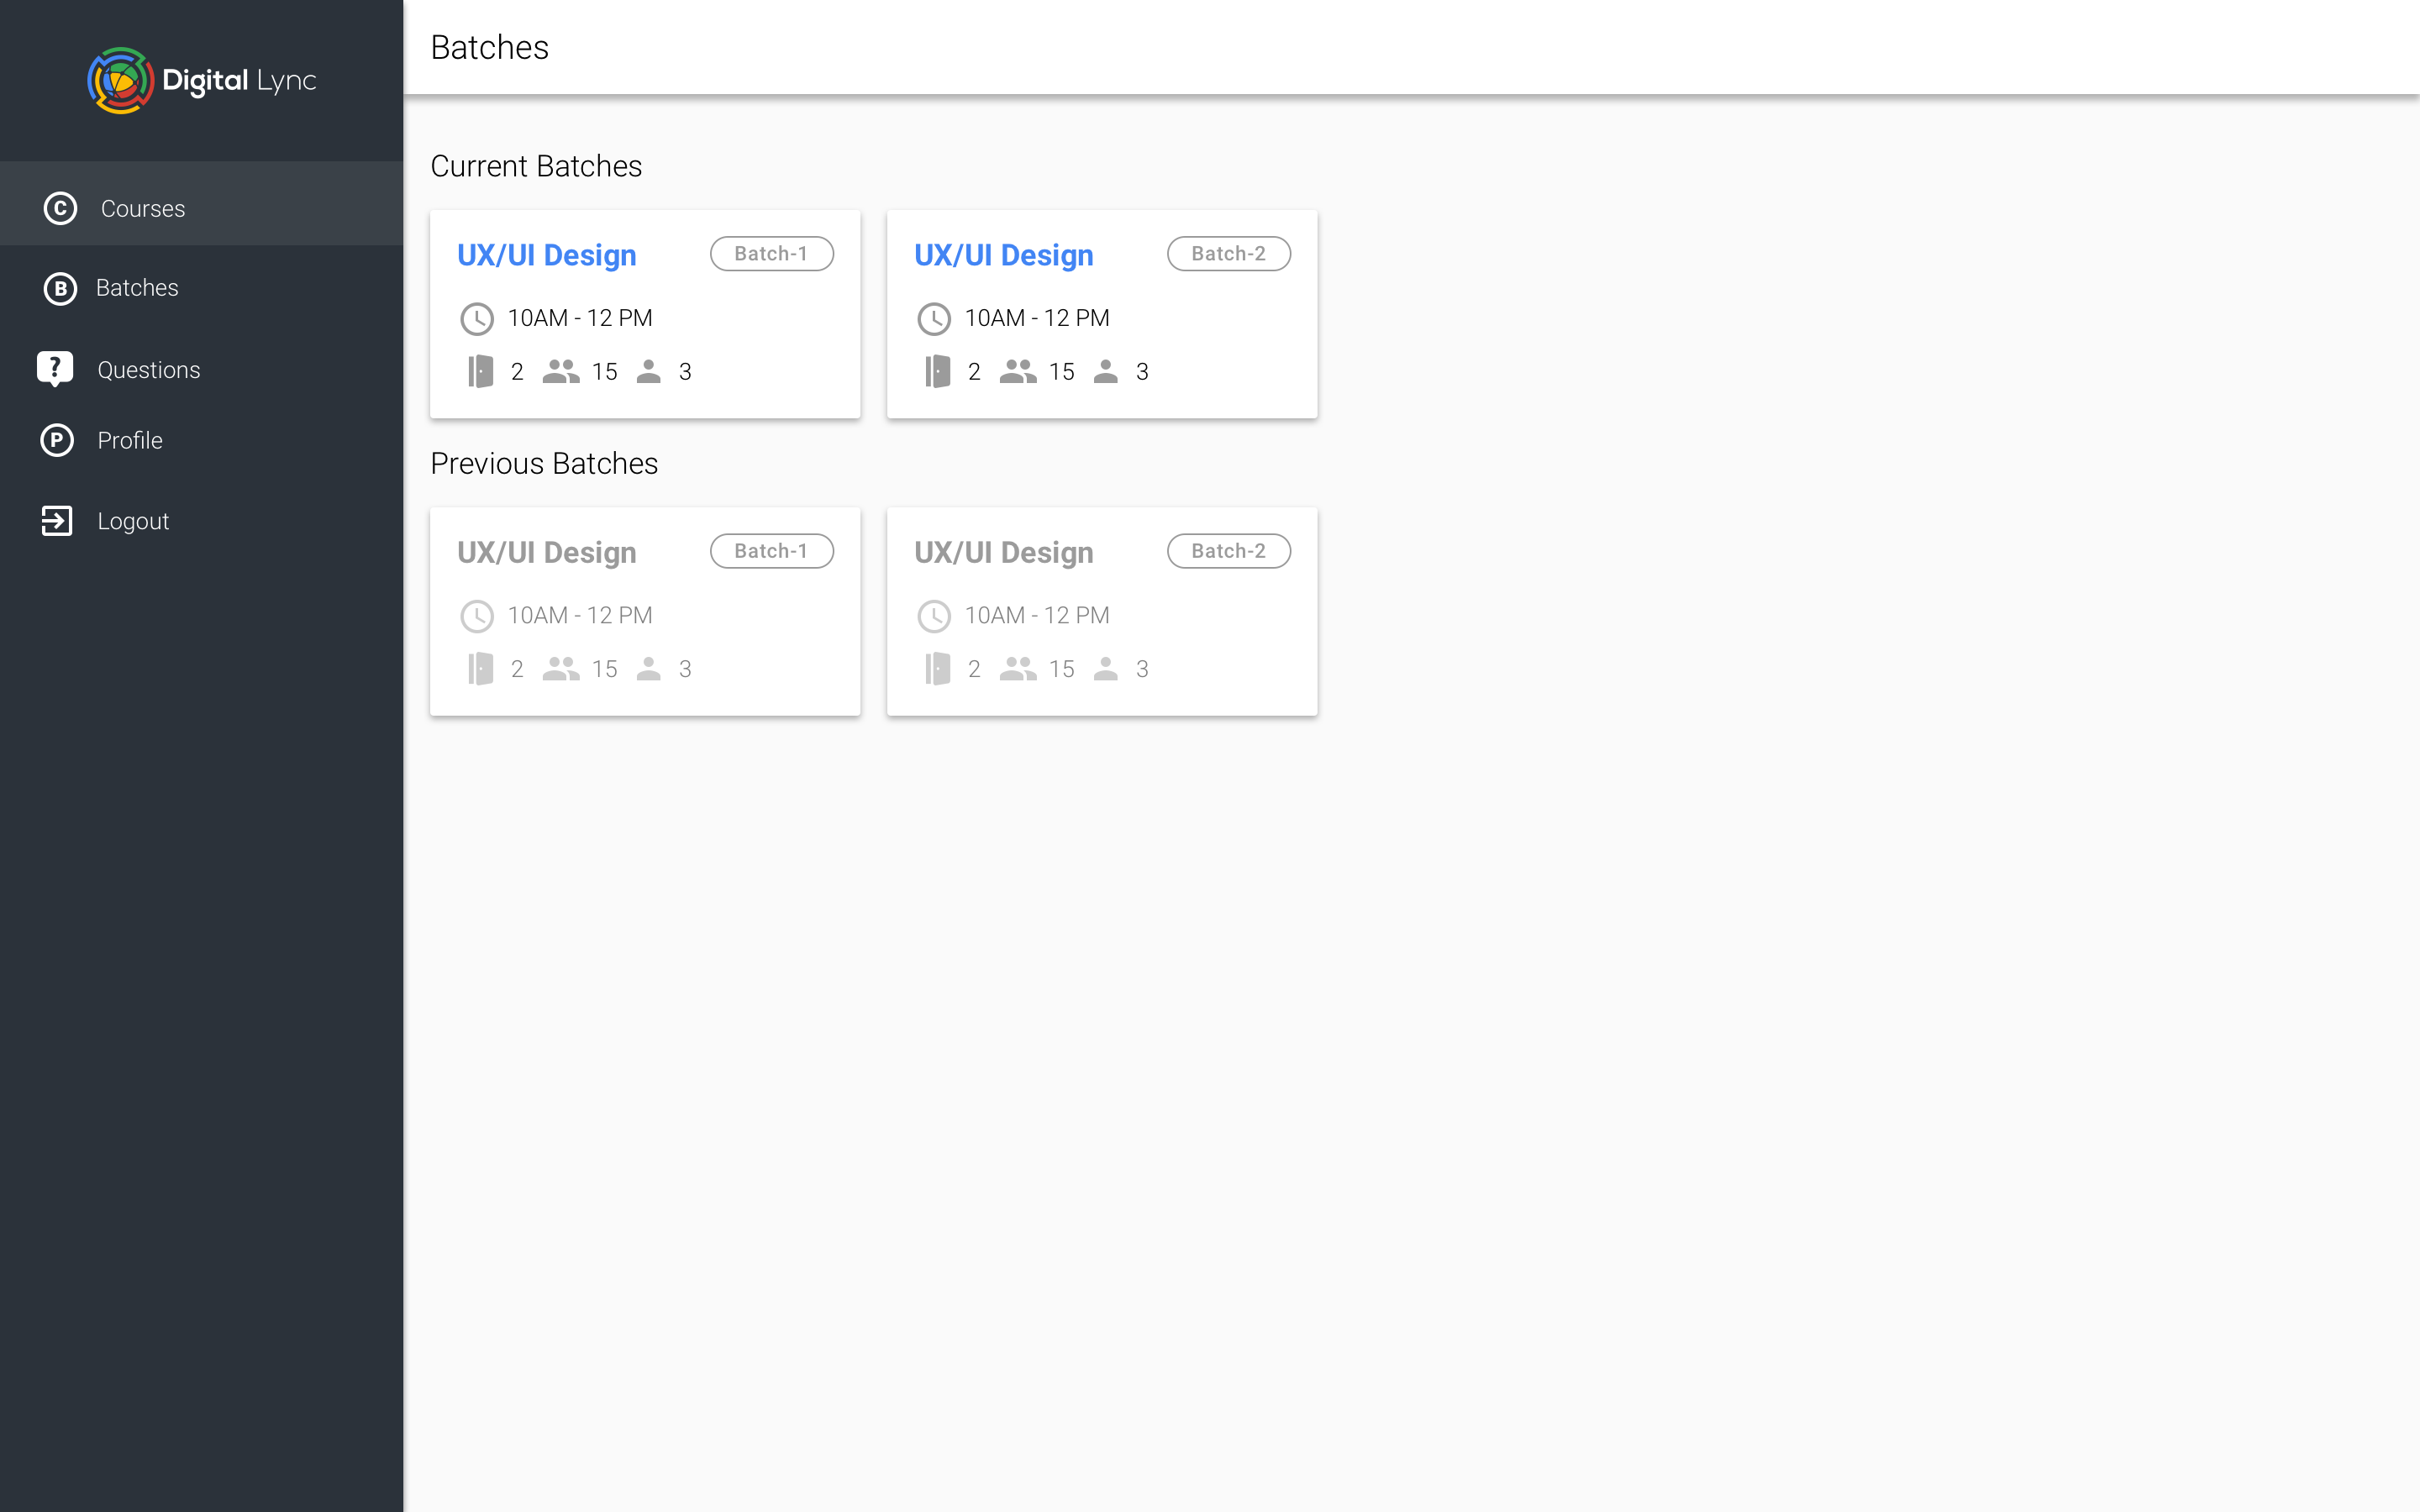 Digital Lync
C Courses
B Batches
? Questions
P Profile
Logout
Batches
Current Batches
UX/UI Design Batch-1
10AM - 12 PM
2 15 3
UX/UI Design Batch-2
10AM - 12 PM
2 15 3
Previous Batches
UX/UI Design Batch-1
10AM - 12 PM
2 15 3
UX/UI Design Batch-2
10AM - 12 PM
2 15 3